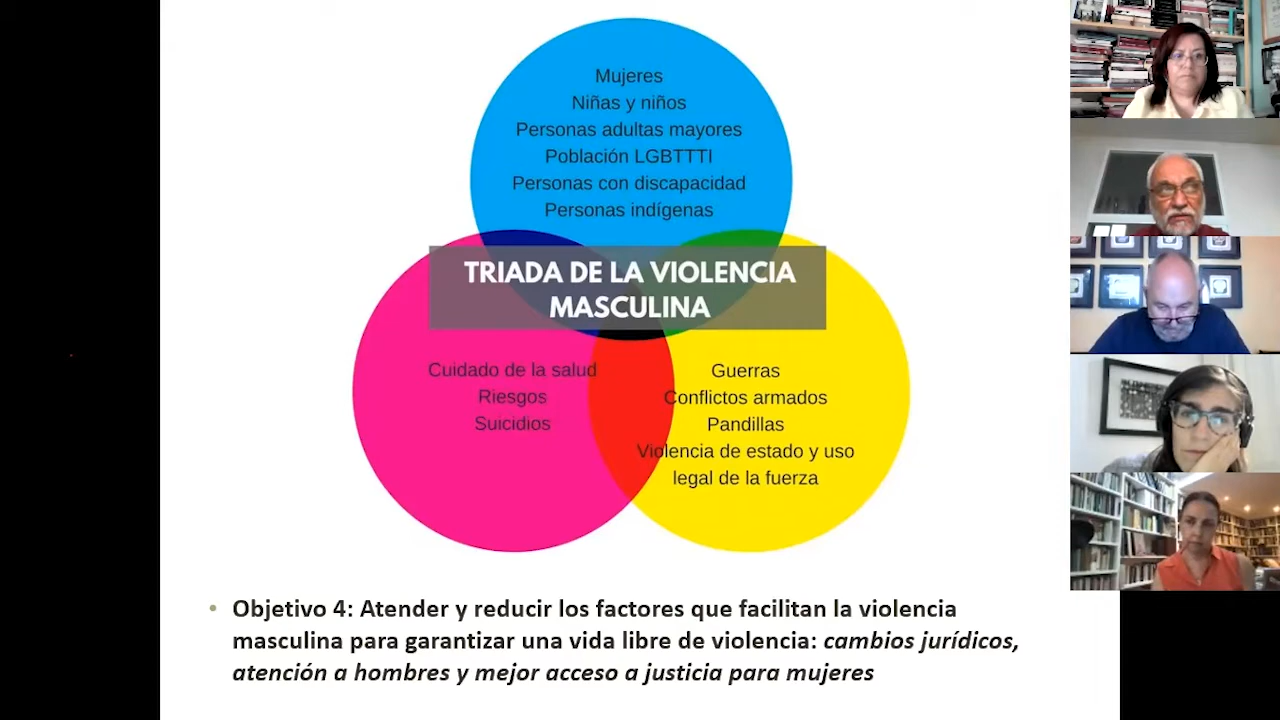 Mujeres
Niñas y niños
Personas adultas mayores
Población LGBTTTI
Personas con discapacidad
Personas indígenas
TRIADA DE LA VIOLENCIA
MASCULINA
Cuidado de la salud
Riesgos
Suicidios
Guerras
Conflictos armados
Pandillas
Violencia de estado y uso
legal de la fuerza
• Objetivo 4: Atender y reducir los factores que facilitan la violencia
masculina para garantizar una vida libre de violencia: cambios jurídicos,
atención a hombres y mejor acceso a justicia para mujeres